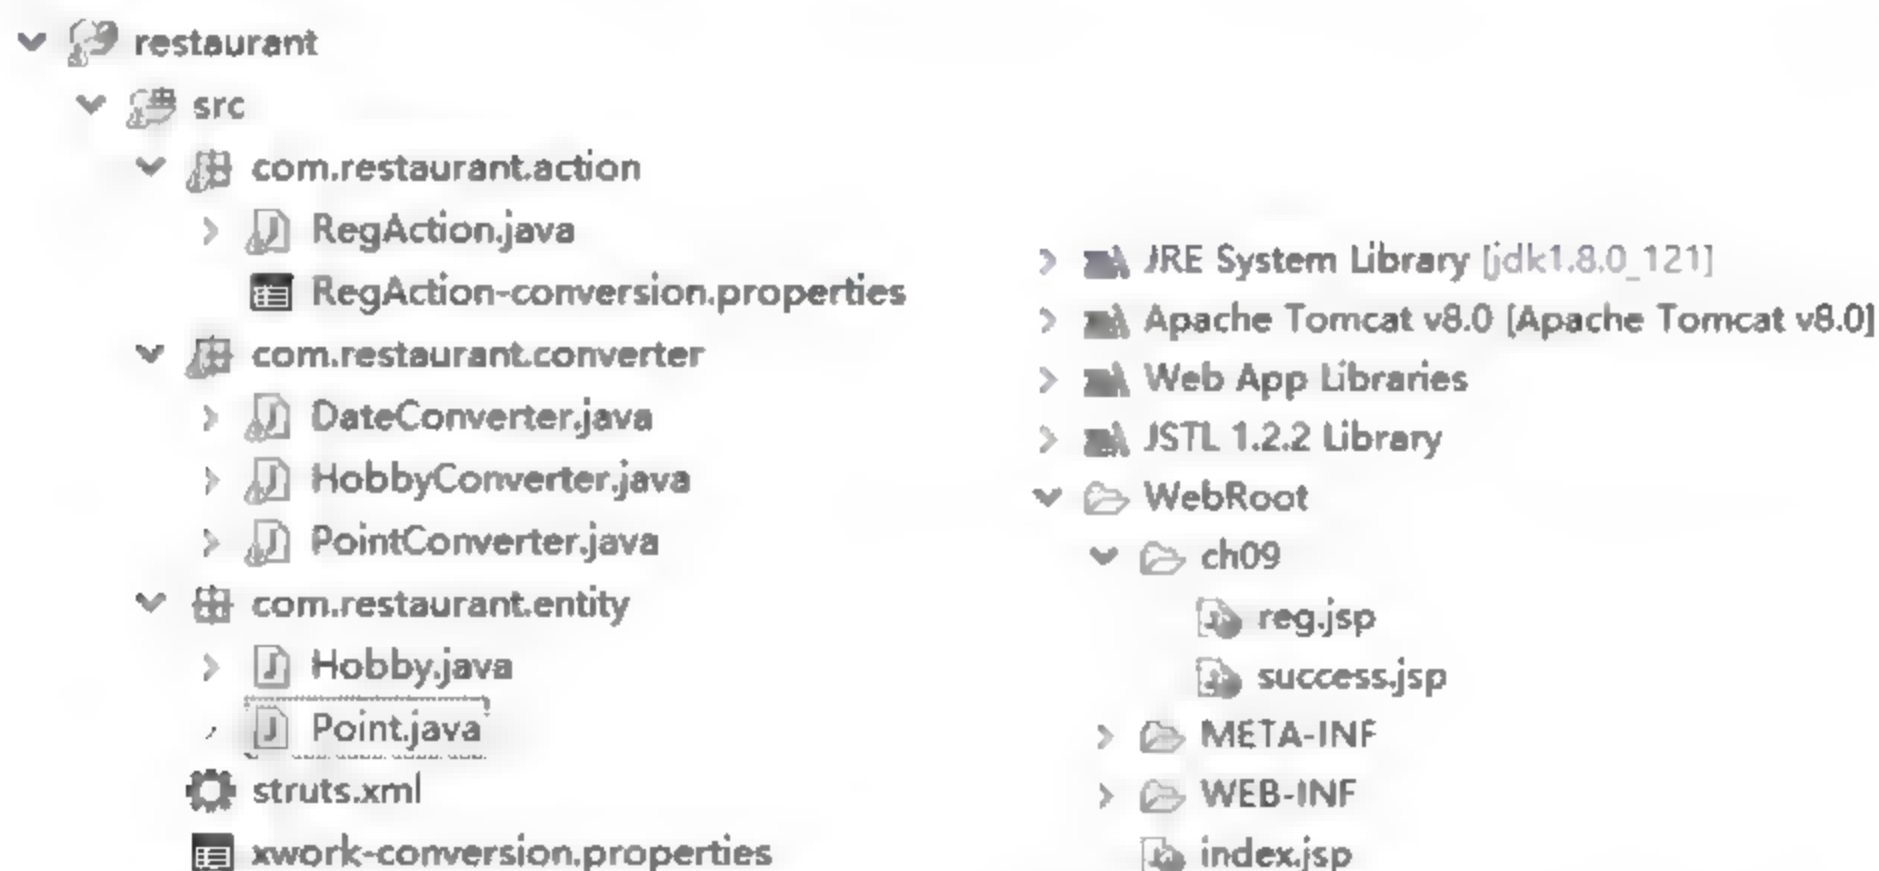 restaurant
src
com.restaurant.action
RegAction.java
RegAction-conversion.properties
com.restaurant.converter
DateConverter.java
HobbyConverter.java
PointConverter.java
com.restaurant.entity
Hobby.java
Point.java
struts.xml
xwork-conversion.properties
JRE System Library [jdk1.8.0_121]
Apache Tomcat v8.0 [Apache Tomcat v8.0]
Web App Libraries
JSTL 1.2.2 Library
WebRoot
ch09
reg.jsp
success.jsp
META-INF
WEB-INF
index.jsp